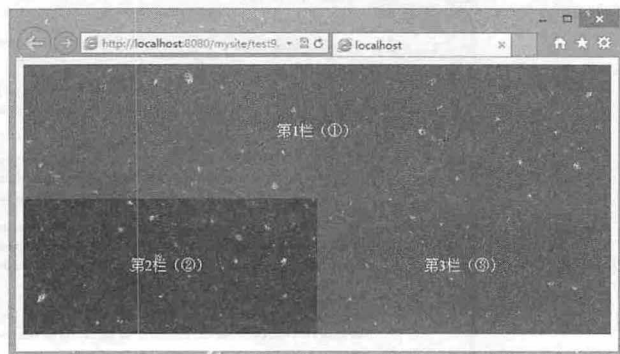 http://localhost:8080/mysite/test9.
localhost
第1栏（①）
第2栏（②）
第3栏（③）